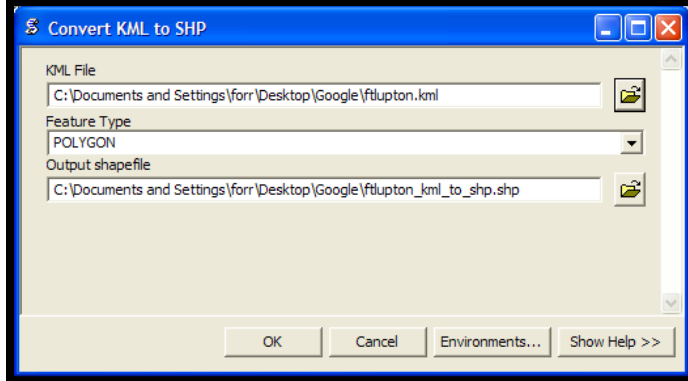 Convert KML to SHP
KML File
C:\Documents and Settings\forr\Desktop\Google\ftlupton.kml
Feature Type
POLYGON
Output shapefile
C:\Documents and Settings\forr\Desktop\Google\ftlupton_kml_to_shp.shp
OK Cancel Environments... Show Help >>